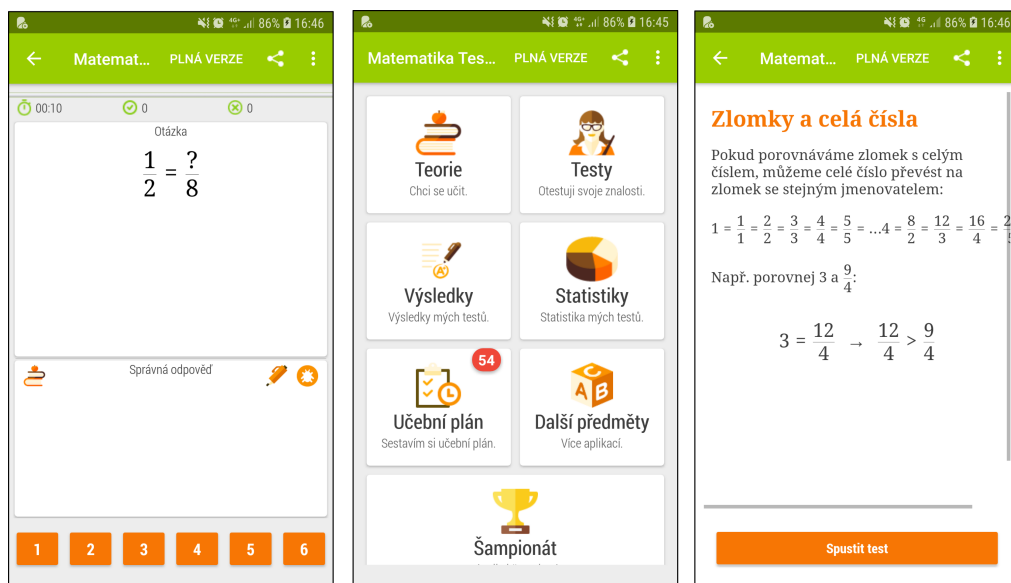 4G+ 86% 16:46
Matemat... PLNÁ VERZE
00:10 0 0
Otázka
1/2 = ?/8
Správná odpověď
1 2 3 4 5 6
4G+ 86% 16:45
Matematika Tes... PLNÁ VERZE
Teorie
Chci se učit.
Testy
Otestuji svoje znalosti.
A+
Výsledky
Výsledky mých testů.
Statistiky
Statistika mých testů.
54
Učební plán
Sestavím si učební plán.
A B C
Další předměty
Více aplikací.
Šampionát
4G 86% 16:46
Matemat... PLNÁ VERZE
Zlomky a celá čísla
Pokud porovnáváme zlomek s celým
číslem, můžeme celé číslo převést na
zlomek se stejným jmenovatelem:
1 = 1/1 = 2/2 = 3/3 = 4/4 = 5/5 = ...4 = 8/2 = 12/3 = 16/4 =
Např. porovnej 3 a 9/4:
3 = 12/4 → 12/4 > 9/4
Spustit test